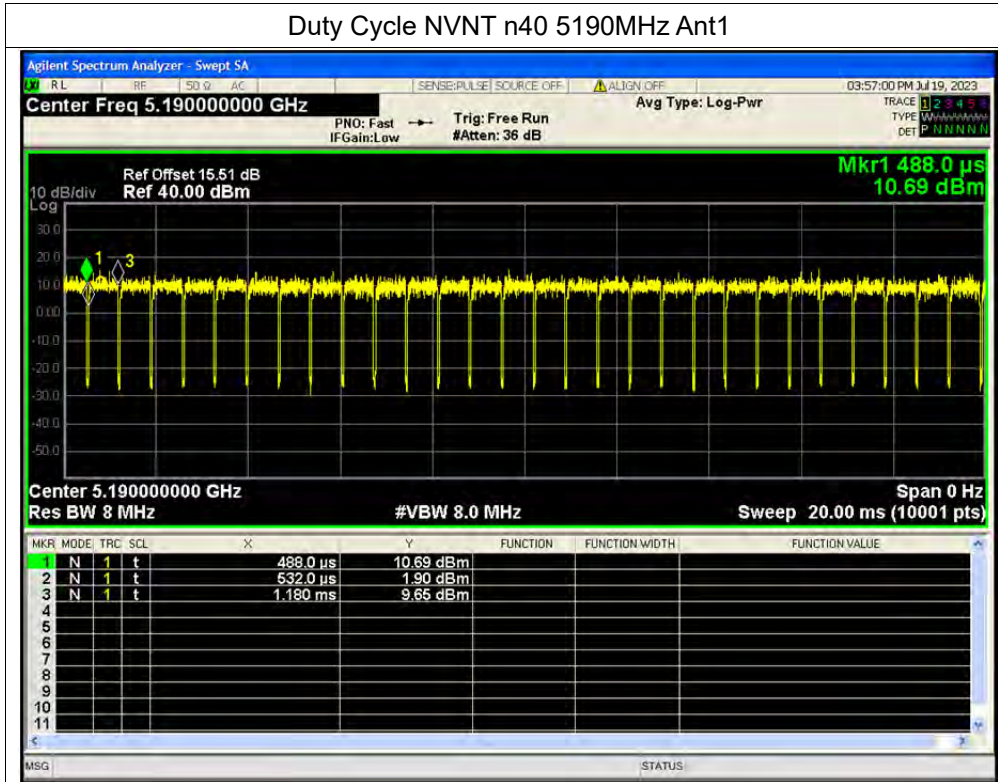 Duty Cycle NVNT n40 5190MHz Ant1
Agilent Spectrum Analyzer - Swept SA
RL RF 50 Ω AC SENSE:PULSE SOURCE OFF ALIGN OFF 03:57:00 PM Jul 19, 2023
Center Freq 5.190000000 GHz Avg Type: Log-Pwr TRACE 1 2 3 4 5 6
PNO: Fast Trig: Free Run TYPE W
IFGain:Low #Atten: 36 dB DET P N N N N N
Mkr1 488.0 µs
Ref Offset 15.51 dB
10 dB/div Ref 40.00 dBm 10.69 dBm
Log
30.0
20.0
1 3
10.0
0.00
-10.0
-20.0
-30.0
-40.0
-50.0
Center 5.190000000 GHz Span 0 Hz
Res BW 8 MHz #VBW 8.0 MHz Sweep 20.00 ms (10001 pts)
MKR MODE TRC SCL X Y FUNCTION FUNCTION WIDTH FUNCTION VALUE
1 N 1 t 488.0 µs 10.69 dBm
2 N 1 t 532.0 µs 1.90 dBm
3 N 1 t 1.180 ms 9.65 dBm
4
5
6
7
8
9
10
11
MSG STATUS